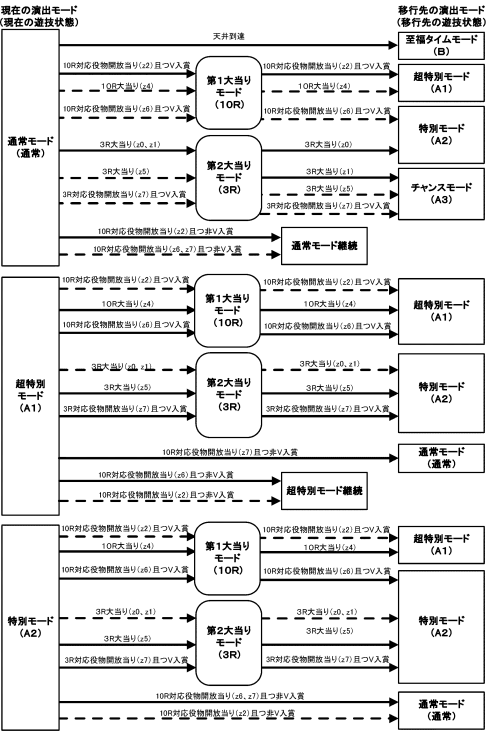 現在の演出モード
(現在の遊技状態)
移行先の演出モード
(移行先の遊技状態)
通常モード
(通常)
天井到達
至福タイムモード
(B)
10R対応役物開放当り(z2)且つV入賞
10R大当り(z4)
10R対応役物開放当り(z6)且つV入賞
第1大当り
モード
(10R)
10R対応役物開放当り(z2)且つV入賞
10R大当り(z4)
10R対応役物開放当り(z6)且つV入賞
超特別モード
(A1)
特別モード
(A2)
3R大当り(z0、z1)
3R大当り(z5)
3R対応役物開放当り(z7)且つV入賞
第2大当り
モード
(3R)
3R大当り(z0)
3R大当り(z1)
3R大当り(z5)
3R対応役物開放当り(z7)且つV入賞
チャンスモード
(A3)
10R対応役物開放当り(z2)且つ非V入賞
10R対応役物開放当り(z6、z7)且つ非V入賞
通常モード継続
超特別
モード
(A1)
10R対応役物開放当り(z2)且つV入賞
10R大当り(z4)
10R対応役物開放当り(z6)且つV入賞
第1大当り
モード
(10R)
10R対応役物開放当り(z2)且つV入賞
10R大当り(z4)
10R対応役物開放当り(z6)且つV入賞
超特別モード
(A1)
3R大当り(z0、z1)
3R大当り(z5)
3R対応役物開放当り(z7)且つV入賞
第2大当り
モード
(3R)
3R大当り(z0、z1)
3R大当り(z5)
3R対応役物開放当り(z7)且つV入賞
特別モード
(A2)
10R対応役物開放当り(z7)且つ非V入賞
通常モード
(通常)
10R対応役物開放当り(z6)且つ非V入賞
10R対応役物開放当り(z2)且つ非V入賞
超特別モード継続
特別モード
(A2)
10R対応役物開放当り(z2)且つV入賞
10R大当り(z4)
10R対応役物開放当り(z6)且つV入賞
第1大当り
モード
(10R)
10R対応役物開放当り(z2)且つV入賞
10R大当り(z4)
10R対応役物開放当り(z6)且つV入賞
超特別モード
(A1)
3R大当り(z0、z1)
3R大当り(z5)
3R対応役物開放当り(z7)且つV入賞
第2大当り
モード
(3R)
3R大当り(z0、z1)
3R大当り(z5)
3R対応役物開放当り(z7)且つV入賞
特別モード
(A2)
10R対応役物開放当り(z6、z7)且つ非V入賞
10R対応役物開放当り(z2)且つ非V入賞
通常モード
(通常)